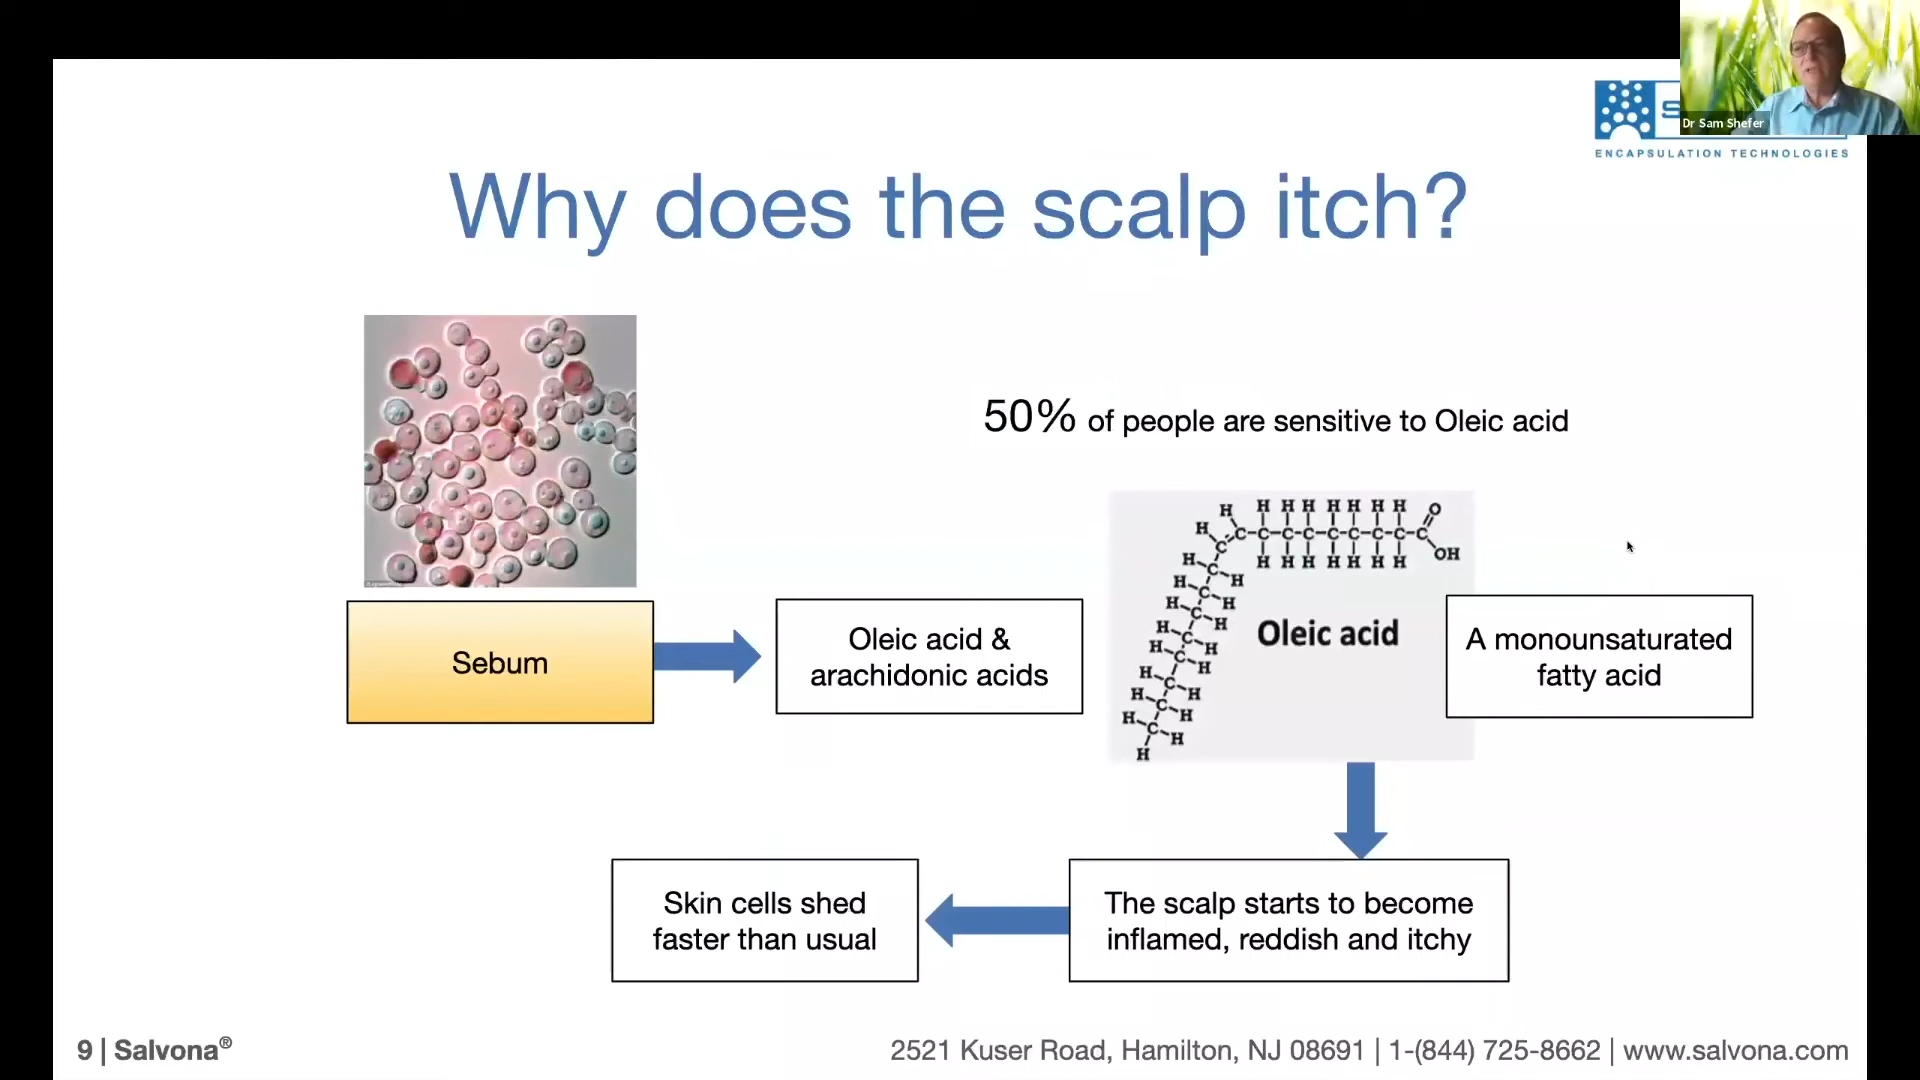 Dr Sam Shefer
S
ENCAPSULATION TECHNOLOGIES
Why does the scalp itch?
50% of people are sensitive to Oleic acid
H H H H H H H H O
H C C C C C C C C C
H C H H H H H H H OH
H C H
H C H
H C H
Oleic acid
H C H
H C H
H C H
H C H
H C H
H
Sebum
Oleic acid &
arachidonic acids
A monounsaturated
fatty acid
Skin cells shed
faster than usual
The scalp starts to become
inflamed, reddish and itchy
9 | Salvona®
2521 Kuser Road, Hamilton, NJ 08691 | 1-(844) 725-8662 | www.salvona.com